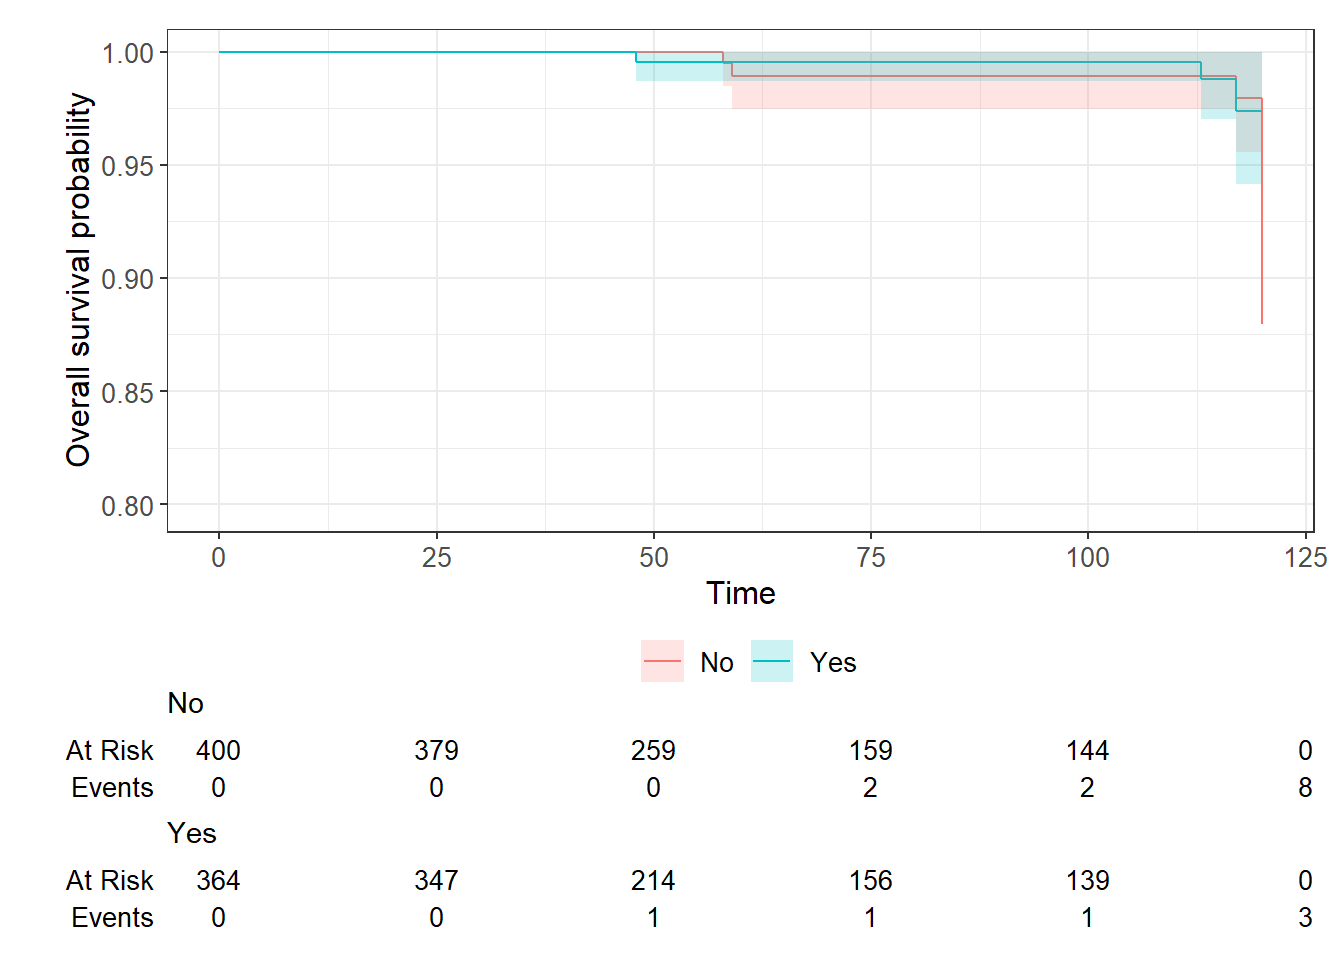 Overall survival probability
1.00
0.95
0.90
0.85
0.80
0 25 50 75 100 125
Time
No Yes
No
At Risk 400 379 259 159 144 0
Events 0 0 0 2 2 8
Yes
At Risk 364 347 214 156 139 0
Events 0 0 1 1 1 3